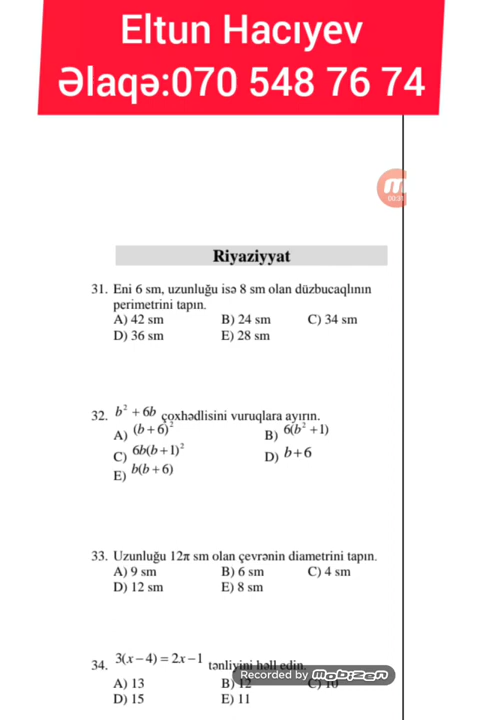 Eltun Hacıyev
Əlaqə:070 548 76 74
00:31
Riyaziyyat
31. Eni 6 sm, uzunluğu isə 8 sm olan düzbucaqlının
perimetrini tapın.
A) 42 sm B) 24 sm C) 34 sm
D) 36 sm E) 28 sm
32. b² + 6b çoxhədlisini vuruqlara ayırın.
A) (b + 6)² B) 6(b² + 1)
C) 6b(b + 1)² D) b + 6
E) b(b + 6)
33. Uzunluğu 12π sm olan çevrənin diametrini tapın.
A) 9 sm B) 6 sm C) 4 sm
D) 12 sm E) 8 sm
34. 3(x − 4) = 2x − 1 tənliyini həll edin.
Recorded by mobizen
A) 13 B) 12 C) 10
D) 15 E) 11